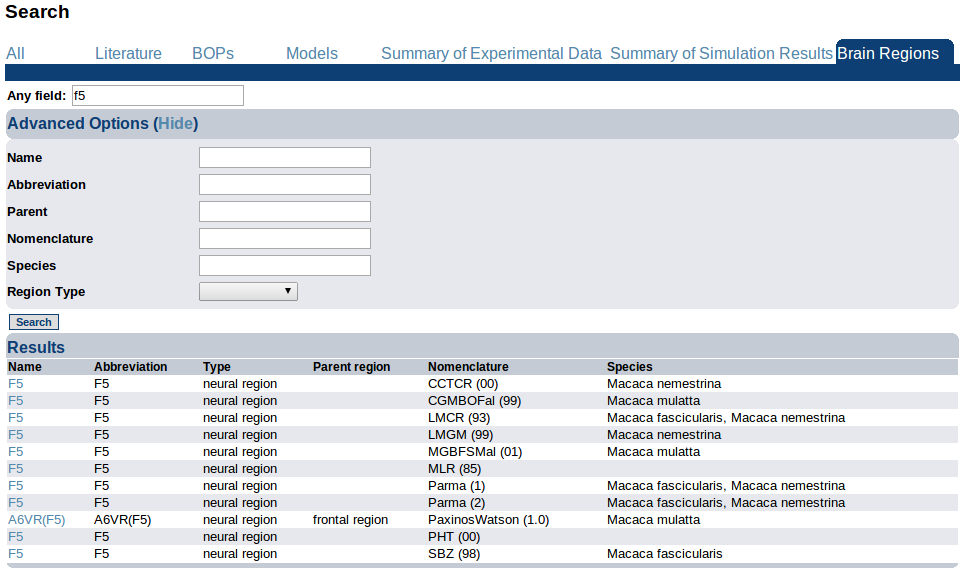 Search
All Literature BOPs Models Summary of Experimental Data Summary of Simulation Results Brain Regions
Any field: f5
Advanced Options (Hide)
Name
Abbreviation
Parent
Nomenclature
Species
Region Type
Search
Results
Name Abbreviation Type Parent region Nomenclature Species
F5 F5 neural region CCTCR (00) Macaca nemestrina
F5 F5 neural region CGMBOFal (99) Macaca mulatta
F5 F5 neural region LMCR (93) Macaca fascicularis, Macaca nemestrina
F5 F5 neural region LMGM (99) Macaca nemestrina
F5 F5 neural region MGBFSMal (01) Macaca mulatta
F5 F5 neural region MLR (85)
F5 F5 neural region Parma (1) Macaca fascicularis, Macaca nemestrina
F5 F5 neural region Parma (2) Macaca fascicularis, Macaca nemestrina
A6VR(F5) A6VR(F5) neural region frontal region PaxinosWatson (1.0) Macaca mulatta
F5 F5 neural region PHT (00)
F5 F5 neural region SBZ (98) Macaca fascicularis